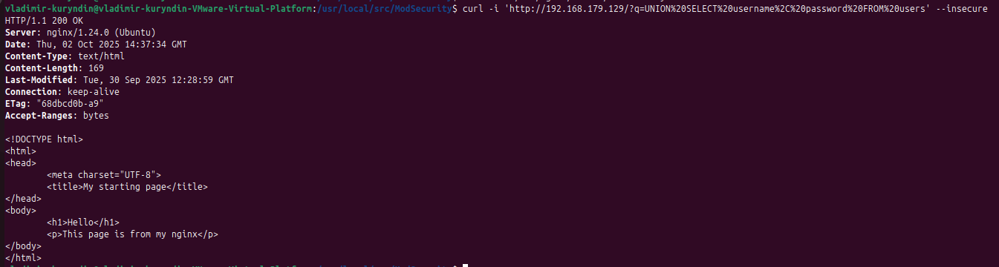 vladimir-kuryndin@vladimir-kuryndin-VMware-Virtual-Platform:/usr/local/src/ModSecurity$ curl -i 'http://192.168.179.129/?q=UNION%20SELECT%20username%2C%20password%20FROM%20users' --insecure
HTTP/1.1 200 OK
Server: nginx/1.24.0 (Ubuntu)
Date: Thu, 02 Oct 2025 14:37:34 GMT
Content-Type: text/html
Content-Length: 169
Last-Modified: Tue, 30 Sep 2025 12:28:59 GMT
Connection: keep-alive
ETag: "68dbcd0b-a9"
Accept-Ranges: bytes
<!DOCTYPE html>
<html>
<head>
<meta charset="UTF-8">
<title>My starting page</title>
</head>
<body>
<h1>Hello</h1>
<p>This page is from my nginx</p>
</body>
</html>